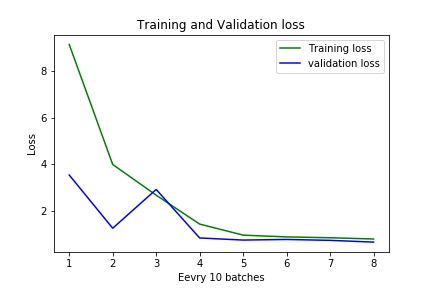 Training and Validation loss
Training loss
validation loss
Loss
8
6
4
2
1 2 3 4 5 6 7 8
Eevry 10 batches